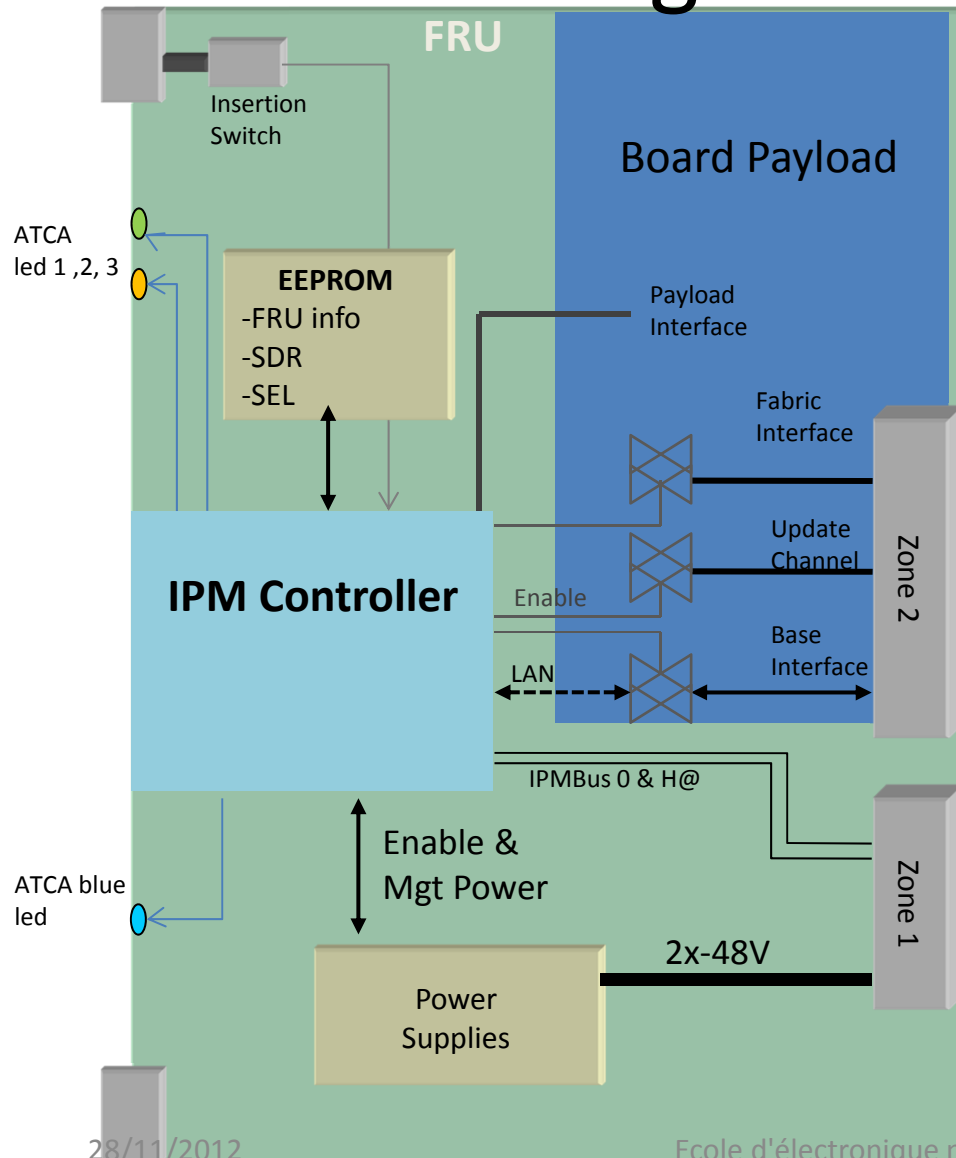 FRU
Insertion
Switch
Board Payload
ATCA
led 1 ,2, 3
EEPROM
-FRU info
-SDR
-SEL
Payload
Interface
Fabric
Interface
Update
Channel
Zone 2
IPM Controller
Enable
Base
Interface
LAN
IPMBus 0 & H@
Enable &
Mgt Power
Zone 1
ATCA blue
led
2x-48V
Power
Supplies
28/11/2012
Ecole d'électronique